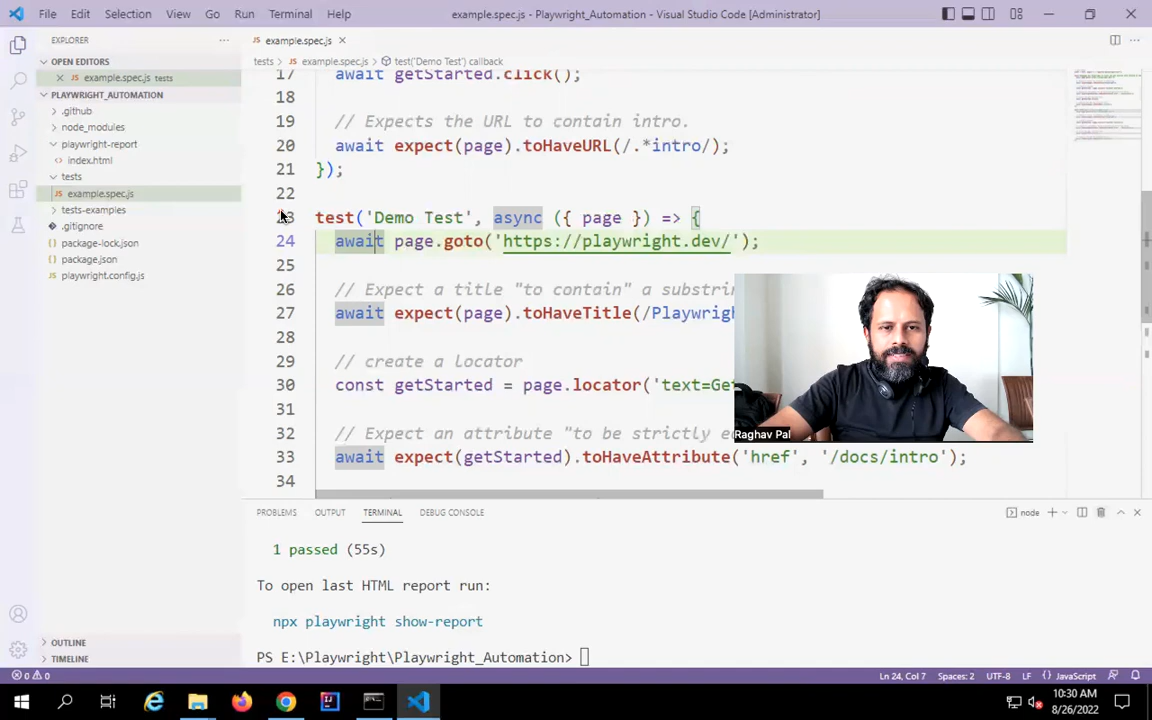 File Edit Selection View Go Run Terminal Help
example.spec.js - Playwright_Automation - Visual Studio Code [Administrator]
EXPLORER
OPEN EDITORS
example.spec.js tests
PLAYWRIGHT_AUTOMATION
.github
node_modules
playwright-report
index.html
tests
example.spec.js
tests-examples
.gitignore
package-lock.json
package.json
playwright.config.js
OUTLINE
TIMELINE
example.spec.js
tests > example.spec.js > test('Demo Test') callback
17 await getStarted.click();
18
19 // Expects the URL to contain intro.
20 await expect(page).toHaveURL(/.*intro/);
21 });
22
23 test('Demo Test', async ({ page }) => {
24 await page.goto('https://playwright.dev/');
25
26 // Expect a title "to contain" a substrin
27 await expect(page).toHaveTitle(/Playwrigh
28
29 // create a locator
30 const getStarted = page.locator('text=Get
31
32 // Expect an attribute "to be strictly eq
33 await expect(getStarted).toHaveAttribute('href', '/docs/intro');
34
Raghav Pal
PROBLEMS OUTPUT TERMINAL DEBUG CONSOLE
node
1 passed (55s)
To open last HTML report run:
npx playwright show-report
PS E:\Playwright\Playwright_Automation>
0 0
Ln 24, Col 7 Spaces: 2 UTF-8 LF {} JavaScript
10:30 AM
8/26/2022